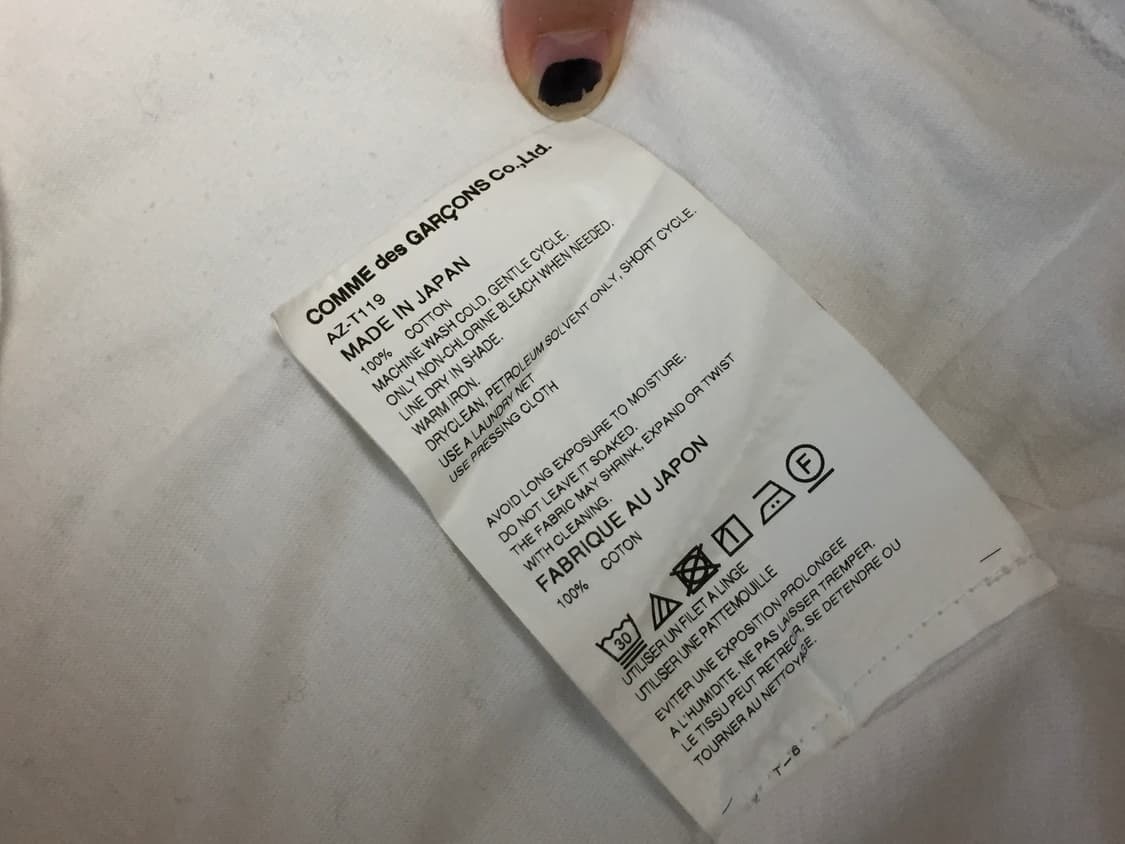 COMME des GARÇONS Co.,Ltd.
AZ-T119
MADE IN JAPAN
100% COTTON
MACHINE WASH COLD, GENTLE CYCLE.
ONLY NON-CHLORINE BLEACH WHEN NEEDED.
LINE DRY IN SHADE.
WARM IRON.
DRYCLEAN, PETROLEUM SOLVENT ONLY, SHORT CYCLE.
USE A LAUNDRY NET
USE PRESSING CLOTH
AVOID LONG EXPOSURE TO MOISTURE.
DO NOT LEAVE IT SOAKED.
THE FABRIC MAY SHRINK, EXPAND OR TWIST
WITH CLEANING.
FABRIQUE AU JAPON
100% COTON
30 F
UTILISER UN FILET A LINGE
UTILISER UNE PATTEMOUILLE
EVITER UNE EXPOSITION PROLONGEE
A L'HUMIDITE. NE PAS LAISSER TREMPER.
LE TISSU PEUT RETRECIR, SE DETENDRE OU
TOURNER AU NETTOYAGE.
T-8